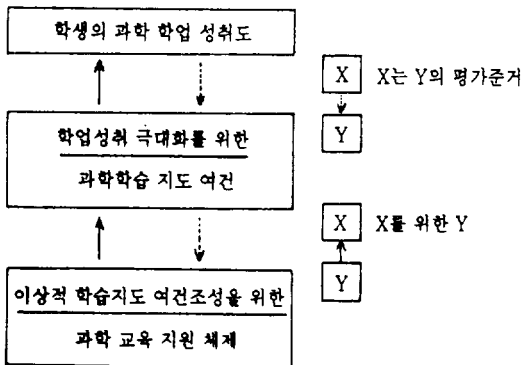 학생의 과학 학업 성취도
X X는 Y의 평가준거
Y
학업성취 극대화를 위한
과학학습 지도 여건
X X를 위한 Y
Y
이상적 학습지도 여건조성을 위한
과학 교육 지원 체제